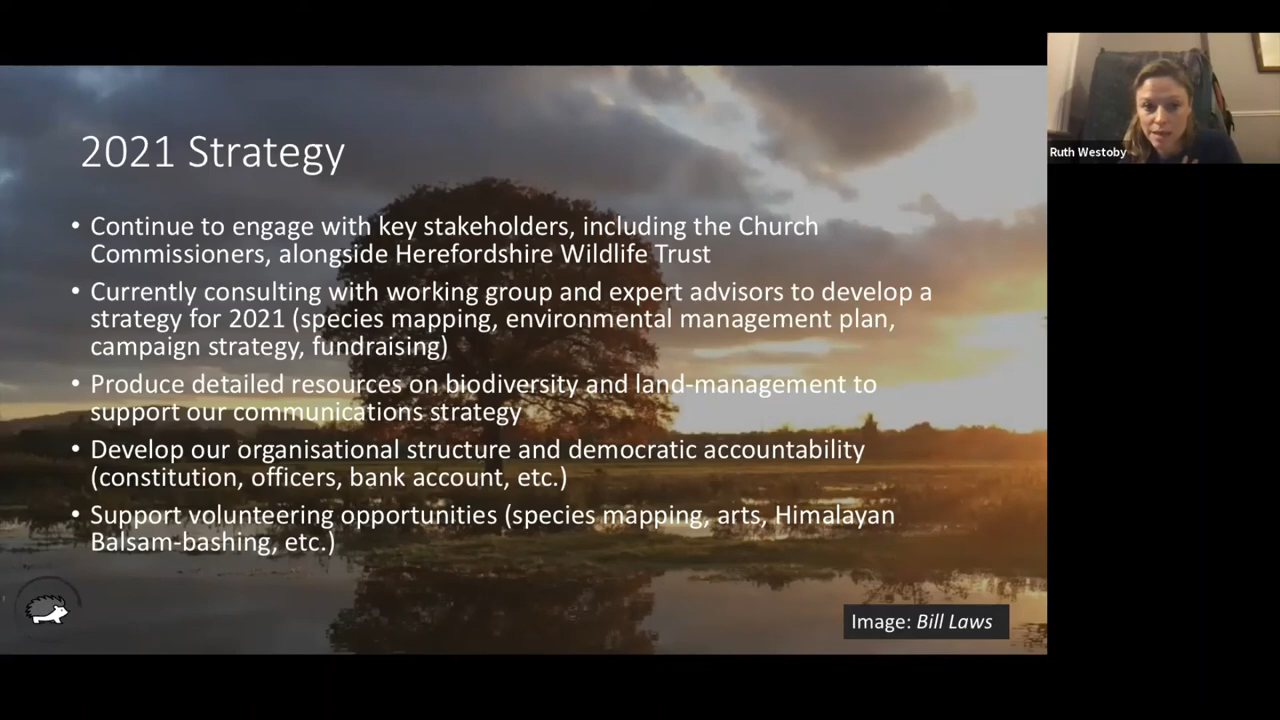 2021 Strategy
• Continue to engage with key stakeholders, including the Church
Commissioners, alongside Herefordshire Wildlife Trust
• Currently consulting with working group and expert advisors to develop a
strategy for 2021 (species mapping, environmental management plan,
campaign strategy, fundraising)
• Produce detailed resources on biodiversity and land-management to
support our communications strategy
• Develop our organisational structure and democratic accountability
(constitution, officers, bank account, etc.)
• Support volunteering opportunities (species mapping, arts, Himalayan
Balsam-bashing, etc.)
Image: Bill Laws
Ruth Westoby